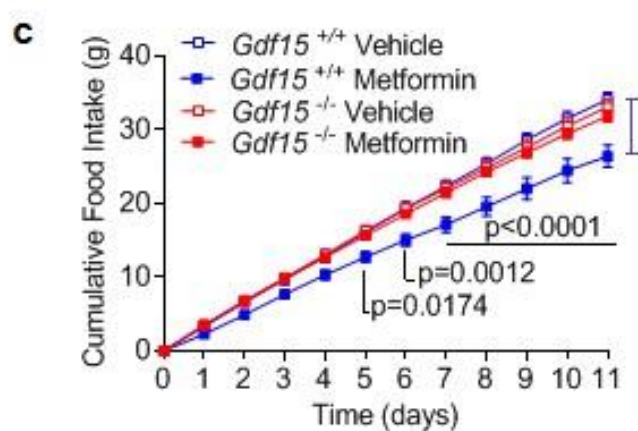 c
Cumulative Food Intake (g)
40
30
20
10
0
Gdf15 +/+ Vehicle
Gdf15 +/+ Metformin
Gdf15 -/- Vehicle
Gdf15 -/- Metformin
p<0.0001
p=0.0012
p=0.0174
0 1 2 3 4 5 6 7 8 9 10 11
Time (days)